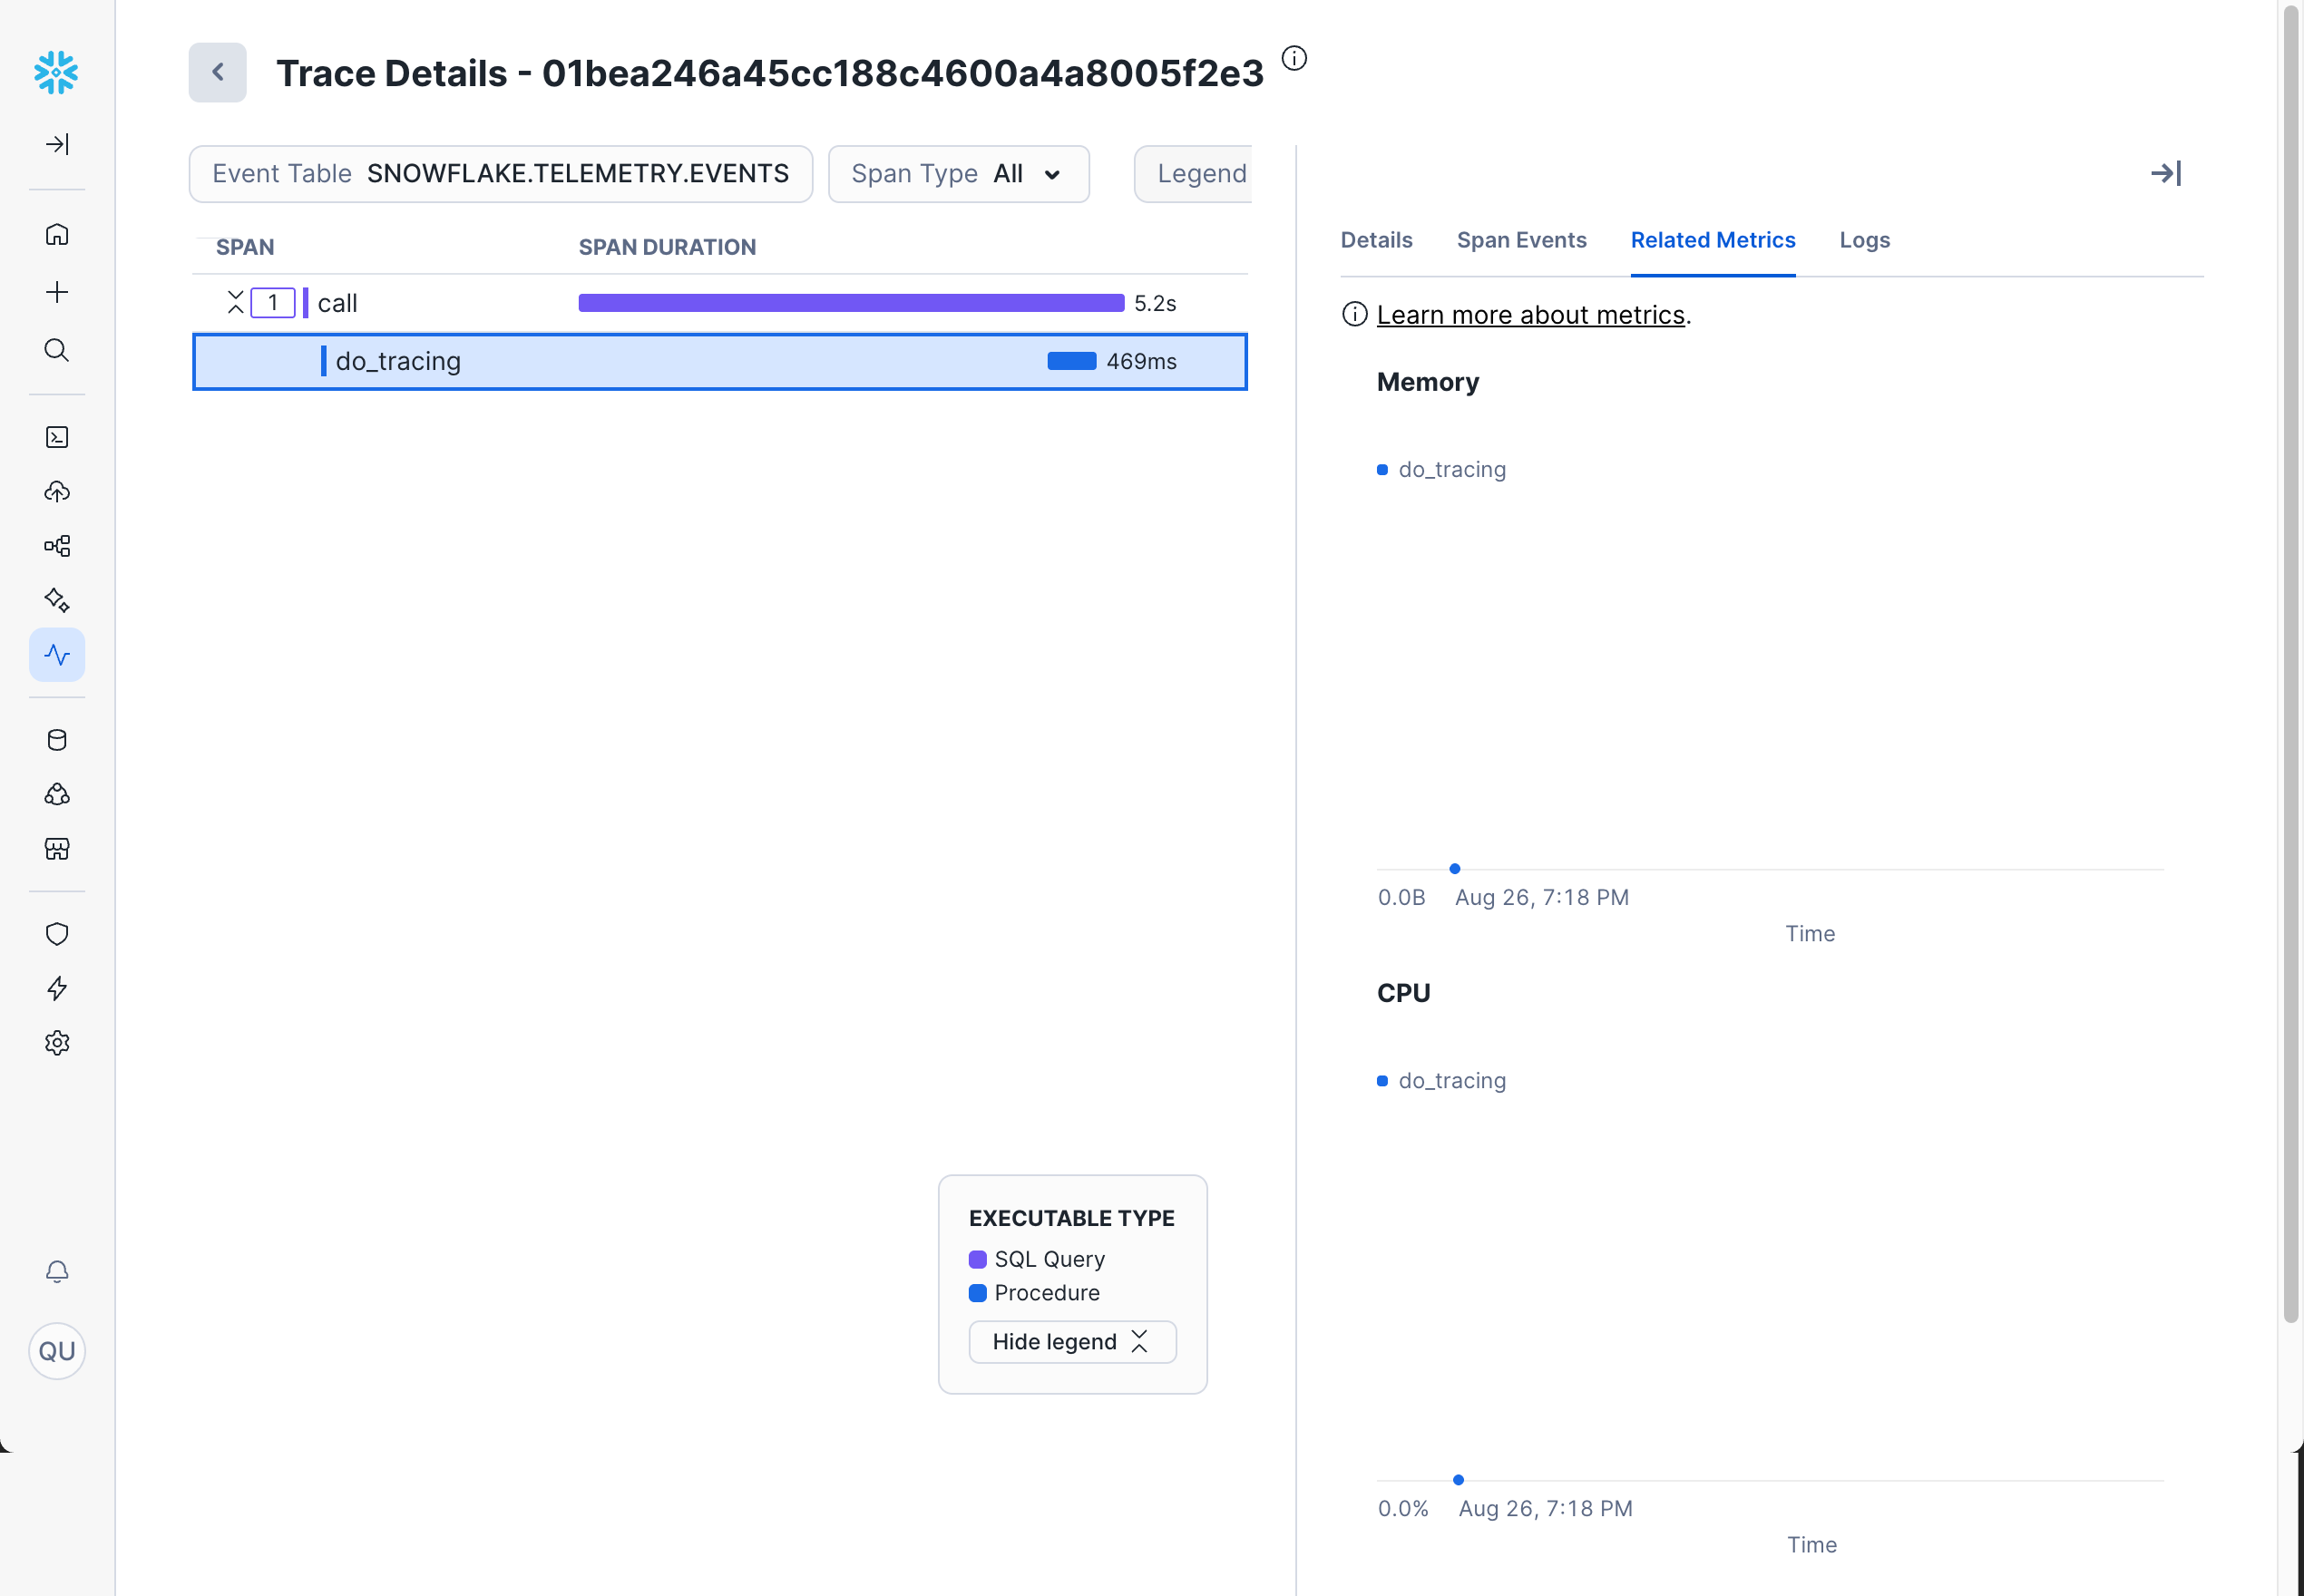 Trace Details - 01bea246a45cc188c4600a4a8005f2e3
Event Table SNOWFLAKE.TELEMETRY.EVENTS
Span Type All
Legend
SPAN
SPAN DURATION
1 call 5.2s
do_tracing 469ms
EXECUTABLE TYPE
SQL Query
Procedure
Hide legend
QU
Details Span Events Related Metrics Logs
Learn more about metrics.
Memory
do_tracing
0.0B Aug 26, 7:18 PM
Time
CPU
do_tracing
0.0% Aug 26, 7:18 PM
Time